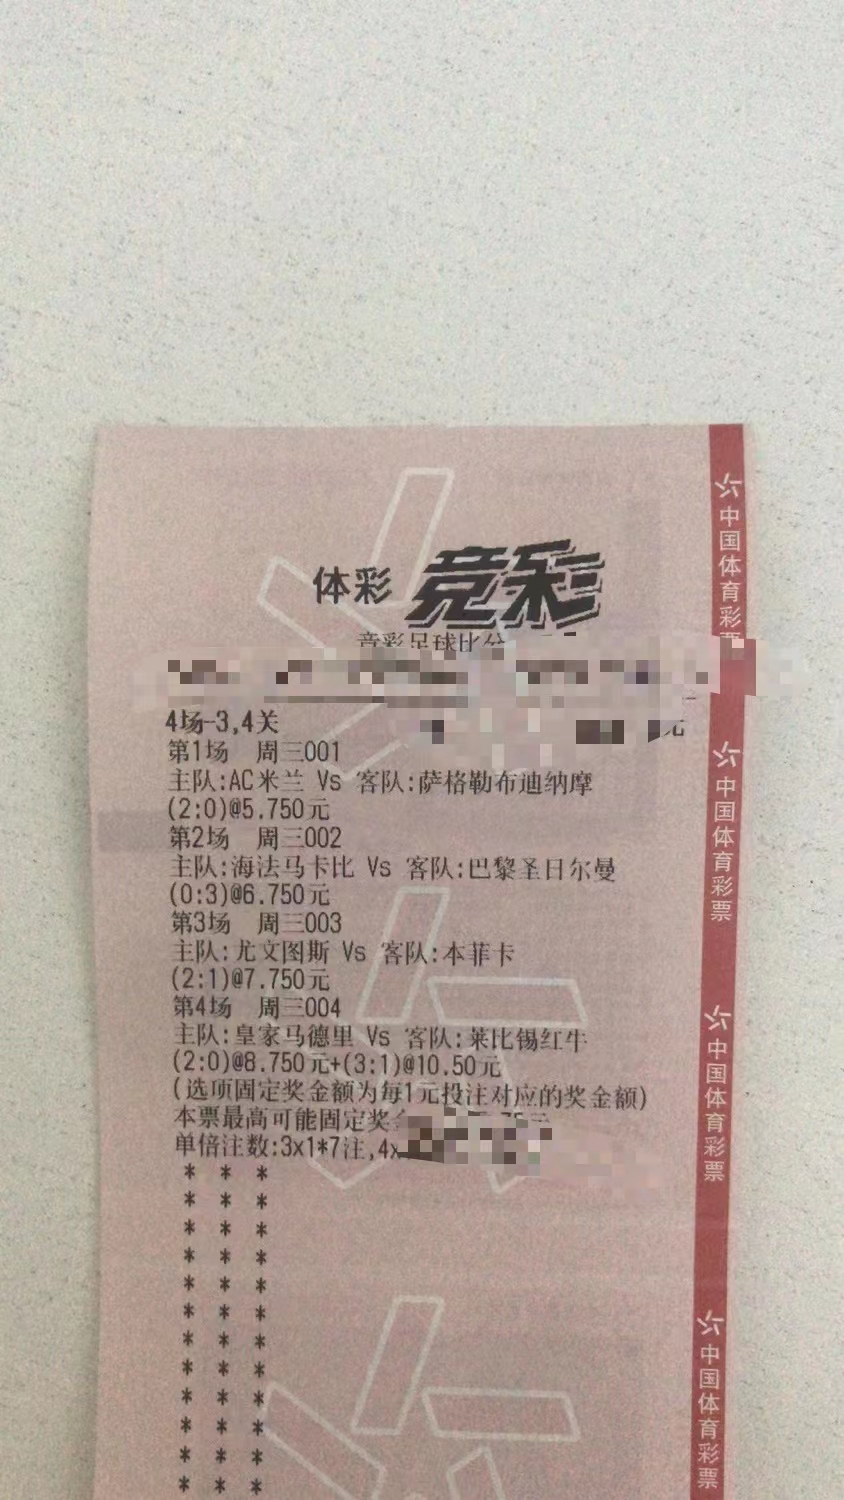 体彩 竞彩
竞彩足球比分
4场-3,4关
元
第1场 周三001
主队:AC米兰 Vs 客队:萨格勒布迪纳摩
(2:0)@5.750元
第2场 周三002
主队:海法马卡比 Vs 客队:巴黎圣日尔曼
(0:3)@6.750元
第3场 周三003
主队:尤文图斯 Vs 客队:本菲卡
(2:1)@7.750元
第4场 周三004
主队:皇家马德里 Vs 客队:莱比锡红牛
(2:0)@8.750元+(3:1)@10.50元
(选项固定奖金额为每1元投注对应的奖金额)
本票最高可能固定奖
单倍注数:3x1*7注,4x
* * *
* * *
* * *
* * *
* * *
* * *
* * *
* * *
* * *
* * *
* * *
* * *
中国体育彩票
中国体育彩票
中国体育彩票
中国体育彩票